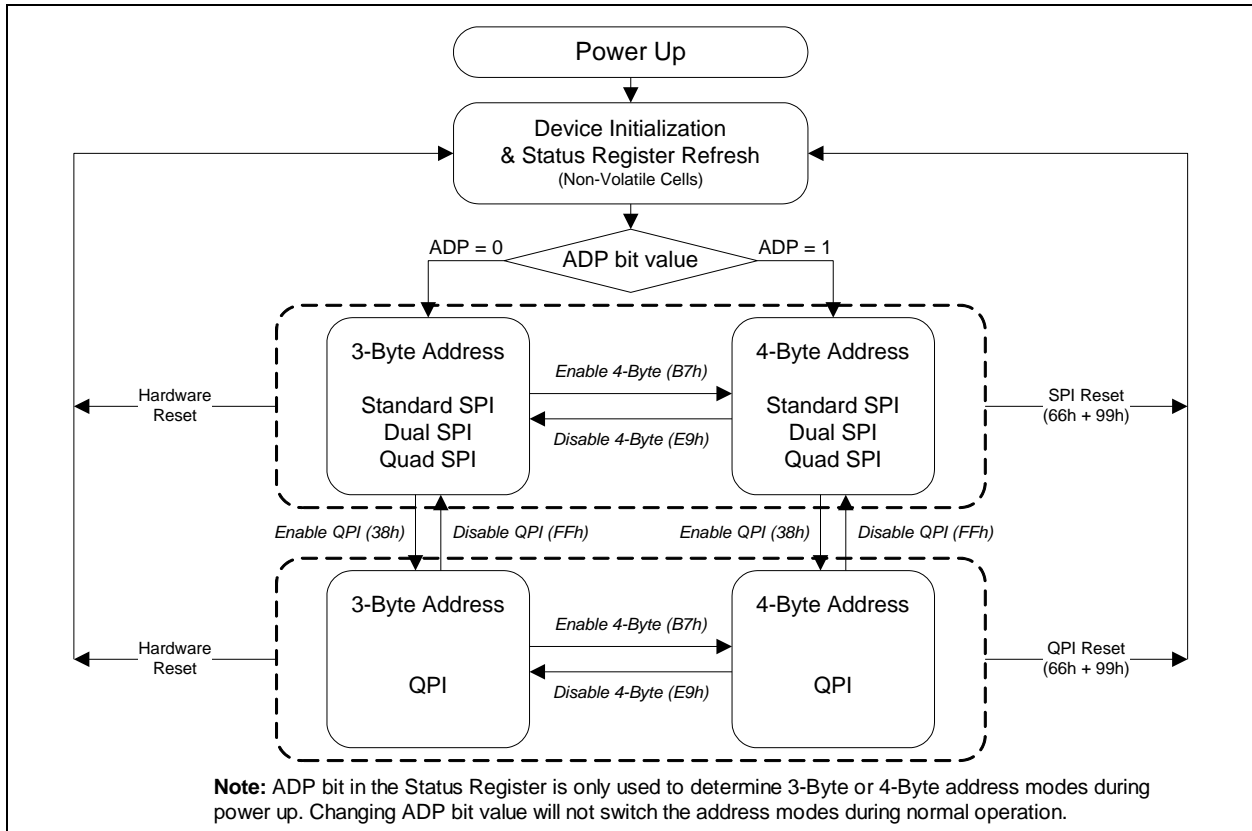 Power Up
Device Initialization
& Status Register Refresh
(Non-Volatile Cells)
ADP = 0
ADP bit value
ADP = 1
3-Byte Address
Standard SPI
Dual SPI
Quad SPI
Enable 4-Byte (B7h)
Disable 4-Byte (E9h)
4-Byte Address
Standard SPI
Dual SPI
Quad SPI
Hardware
Reset
SPI Reset
(66h + 99h)
Enable QPI (38h)
Disable QPI (FFh)
Enable QPI (38h)
Disable QPI (FFh)
3-Byte Address
QPI
Enable 4-Byte (B7h)
Disable 4-Byte (E9h)
4-Byte Address
QPI
Hardware
Reset
QPI Reset
(66h + 99h)
Note: ADP bit in the Status Register is only used to determine 3-Byte or 4-Byte address modes during
power up. Changing ADP bit value will not switch the address modes during normal operation.